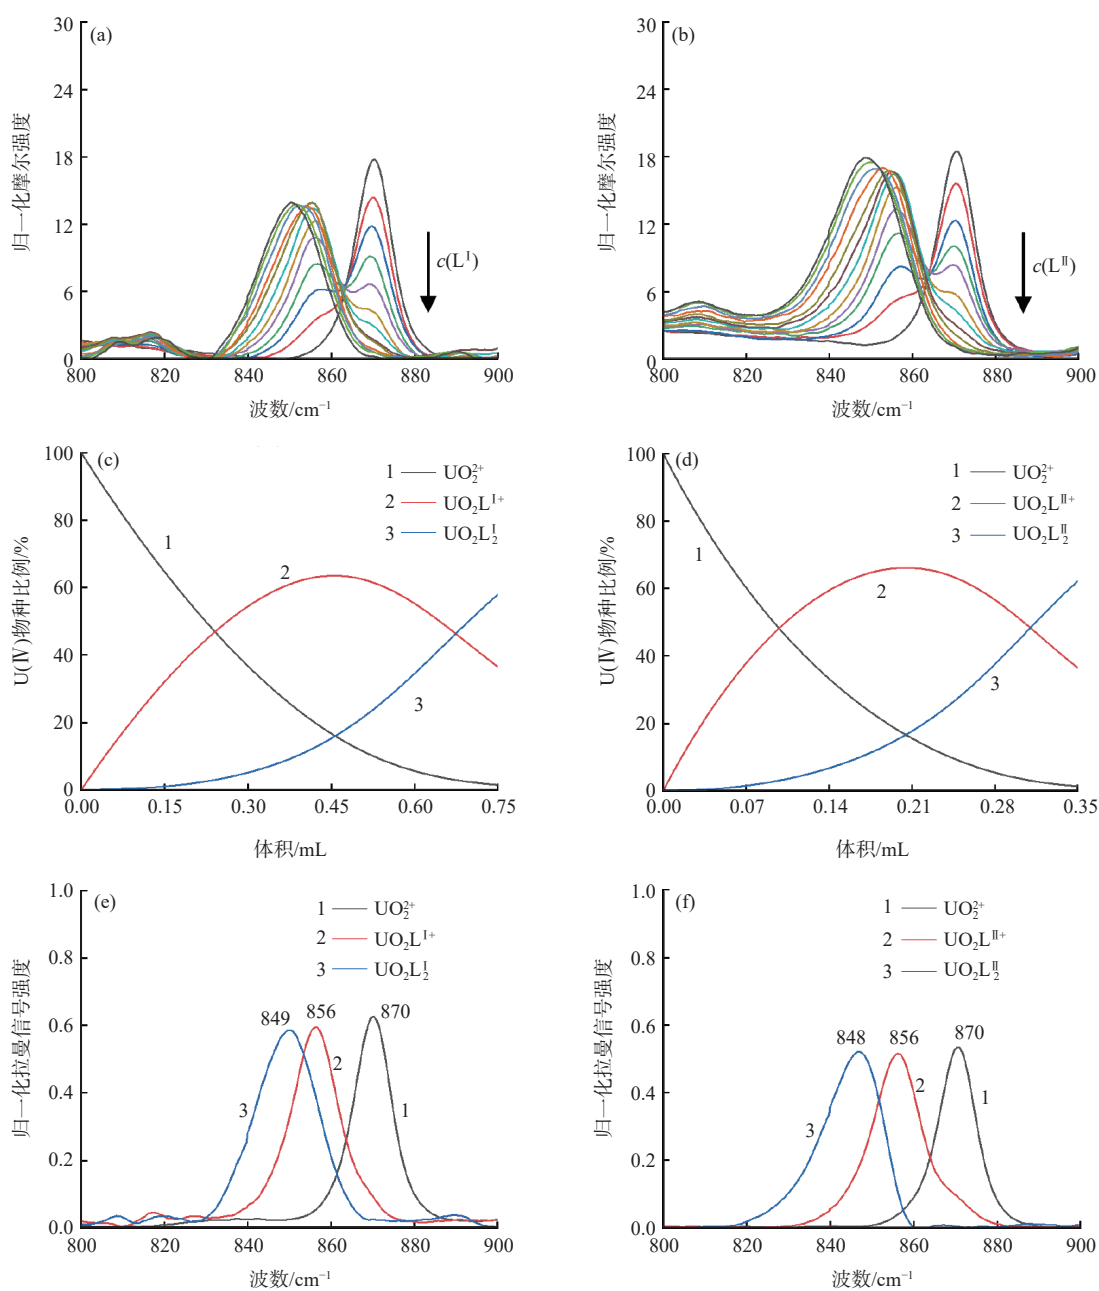 (a)
30
24
18
12
6
0
归一化摩尔强度
c(Lᴵ)
800 820 840 860 880 900
波数/cm⁻¹
(b)
30
24
18
12
6
0
归一化摩尔强度
c(Lᴵᴵ)
800 820 840 860 880 900
波数/cm⁻¹
(c)
100
80
60
40
20
0
U(Ⅳ)物种比例/%
1 UO₂²⁺
2 UO₂Lᴵ⁺
3 UO₂L₂ᴵ
1
2
3
0.00 0.15 0.30 0.45 0.60 0.75
体积/mL
(d)
100
80
60
40
20
0
U(Ⅳ)物种比例/%
1 UO₂²⁺
2 UO₂Lᴵᴵ⁺
3 UO₂L₂ᴵᴵ
1
2
3
0.00 0.07 0.14 0.21 0.28 0.35
体积/mL
(e)
1.0
0.8
0.6
0.4
0.2
0.0
归一化拉曼信号强度
1 UO₂²⁺
2 UO₂Lᴵ⁺
3 UO₂L₂ᴵ
849 856 870
2
3
1
800 820 840 860 880 900
波数/cm⁻¹
(f)
1.0
0.8
0.6
0.4
0.2
0.0
归一化拉曼信号强度
1 UO₂²⁺
2 UO₂Lᴵᴵ⁺
3 UO₂L₂ᴵᴵ
848 856 870
2
1
3
800 820 840 860 880 900
波数/cm⁻¹